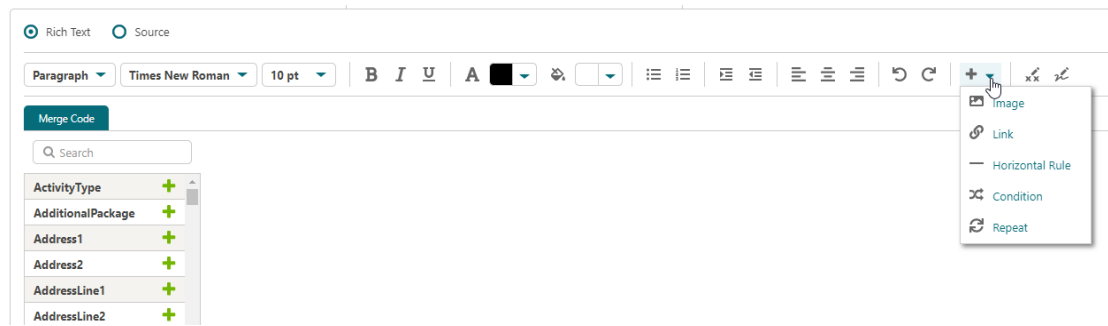 Rich Text Source
Paragraph Times New Roman 10 pt B I U A
Merge Code
Image
Search
Link
Horizontal Rule
ActivityType
Condition
AdditionalPackage
Repeat
Address1
Address2
AddressLine1
AddressLine2